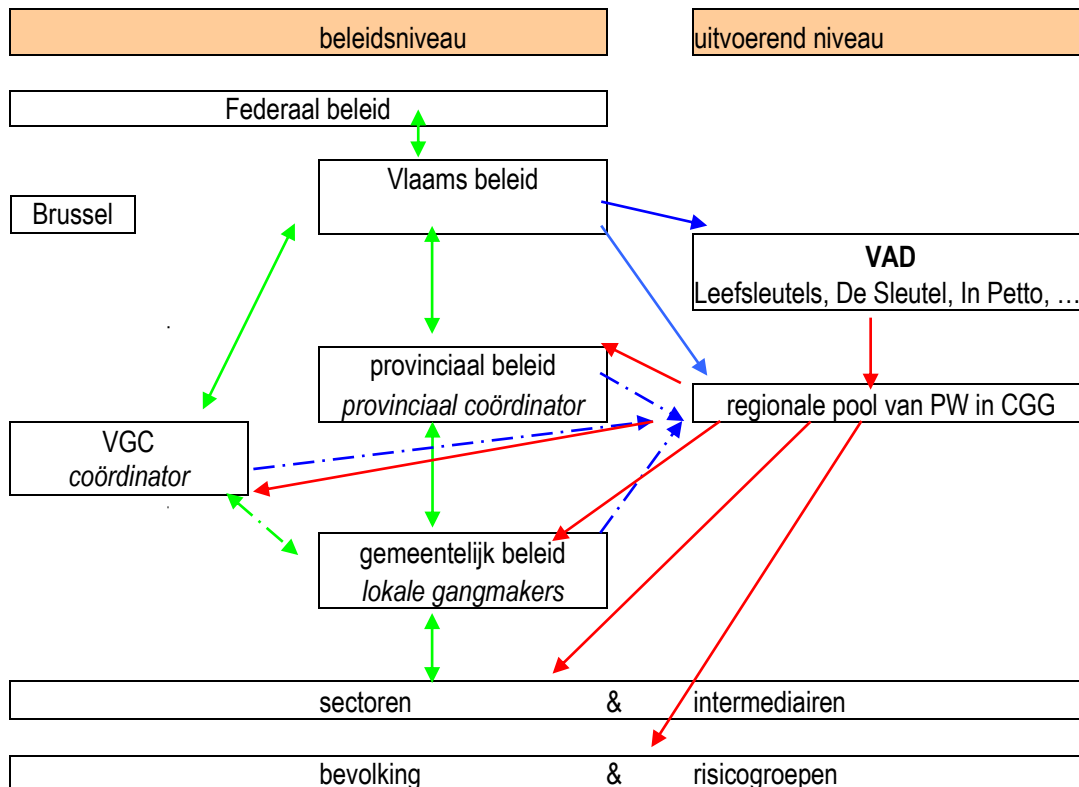 beleidsniveau
uitvoerend niveau
Federaal beleid
Vlaams beleid
Brussel
VAD
Leefsleutels, De Sleutel, In Petto, …
provinciaal beleid
provinciaal coördinator
regionale pool van PW in CGG
VGC
coördinator
gemeentelijk beleid
lokale gangmakers
sectoren & intermediairen
bevolking & risicogroepen